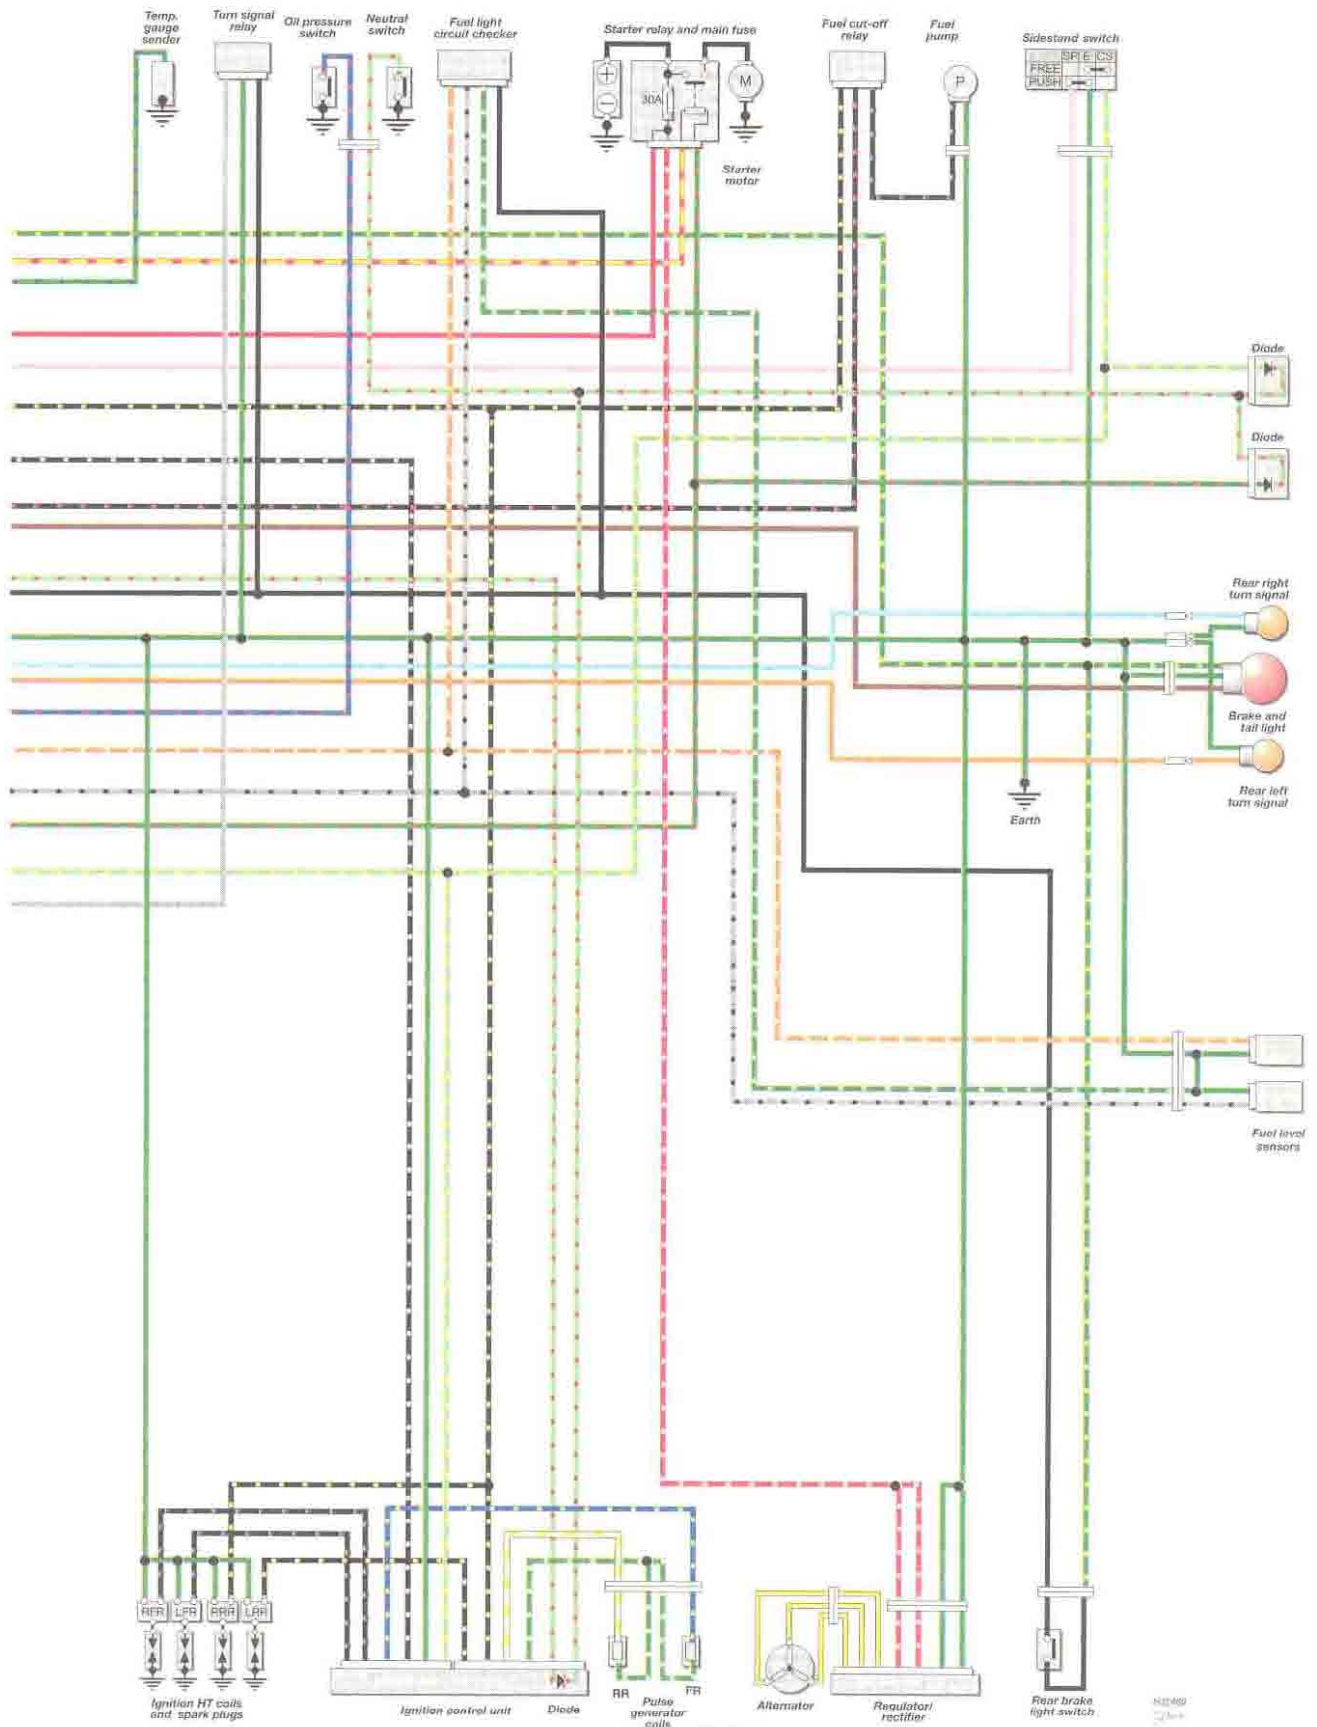 Temp.
gauge
sender
Turn signal
relay
Oil pressure
switch
Neutral
switch
Fuel light
circuit checker
Starter relay and main fuse
Fuel cut-off
relay
Fuel
pump
Sidestand switch
FREE
PUSH
30A
M
P
Starter
motor
Diode
Diode
Rear right
turn signal
Brake and
tail light
Rear left
turn signal
Earth
Fuel level
sensors
RFR
LFR
RRR
LRR
Ignition HT coils
and spark plugs
Ignition control unit
Diode
RR
Pulse
generator
coils
FR
Alternator
Regulator/
rectifier
Rear brake
light switch